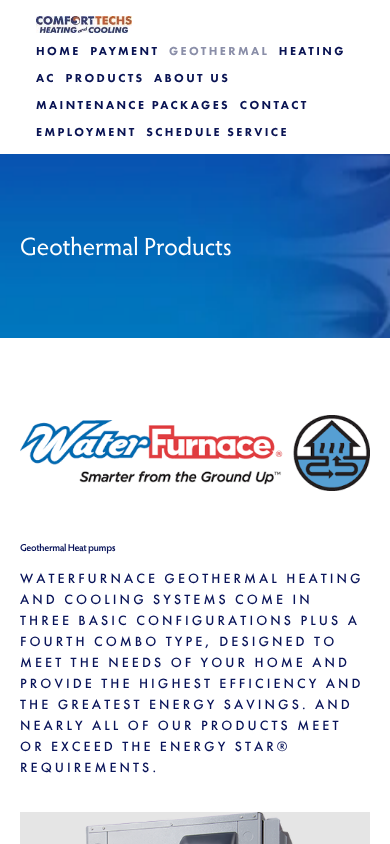 COMFORTTECHS
HEATING and COOLING
HOME PAYMENT GEOTHERMAL HEATING
AC PRODUCTS ABOUT US
MAINTENANCE PACKAGES CONTACT
EMPLOYMENT SCHEDULE SERVICE
Geothermal Products
WaterFurnace®
Smarter from the Ground Up™
Geothermal Heat pumps
WATERFURNACE GEOTHERMAL HEATING
AND COOLING SYSTEMS COME IN
THREE BASIC CONFIGURATIONS PLUS A
FOURTH COMBO TYPE, DESIGNED TO
MEET THE NEEDS OF YOUR HOME AND
PROVIDE THE HIGHEST EFFICIENCY AND
THE GREATEST ENERGY SAVINGS. AND
NEARLY ALL OF OUR PRODUCTS MEET
OR EXCEED THE ENERGY STAR®
REQUIREMENTS.